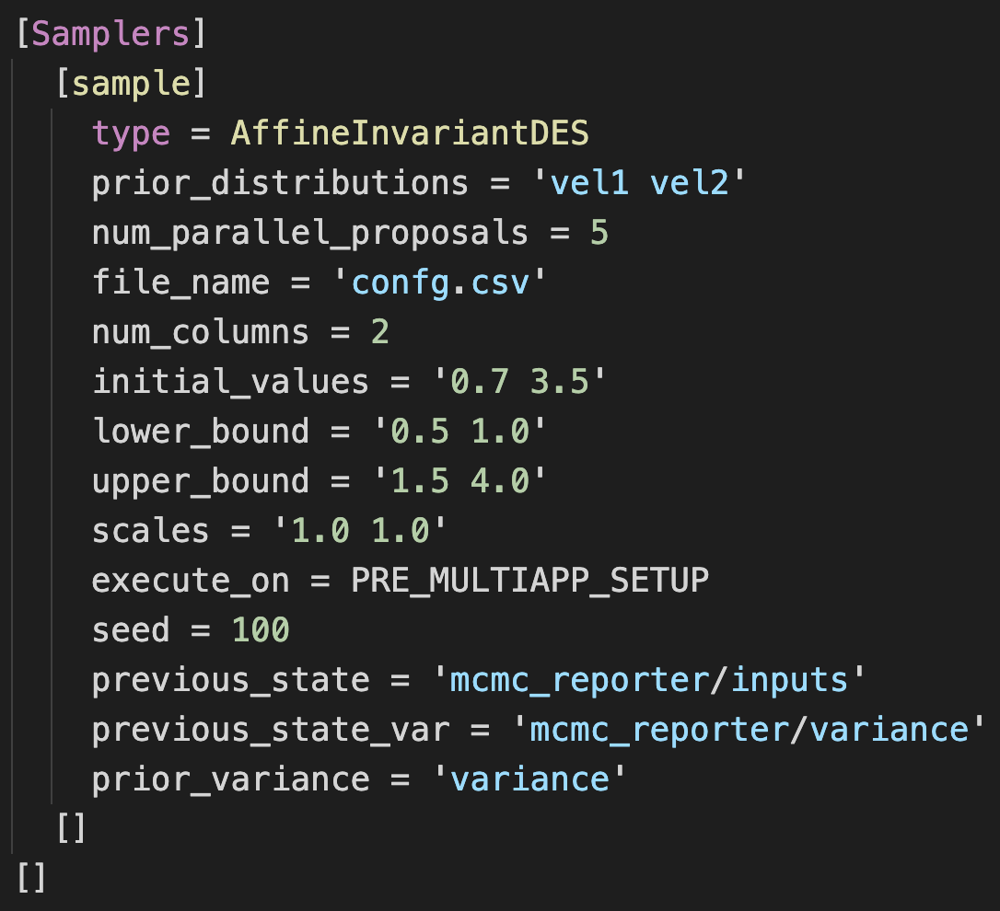 [Samplers]
[sample]
type = AffineInvariantDES
prior_distributions = 'vel1 vel2'
num_parallel_proposals = 5
file_name = 'confg.csv'
num_columns = 2
initial_values = '0.7 3.5'
lower_bound = '0.5 1.0'
upper_bound = '1.5 4.0'
scales = '1.0 1.0'
execute_on = PRE_MULTIAPP_SETUP
seed = 100
previous_state = 'mcmc_reporter/inputs'
previous_state_var = 'mcmc_reporter/variance'
prior_variance = 'variance'
[]
[]